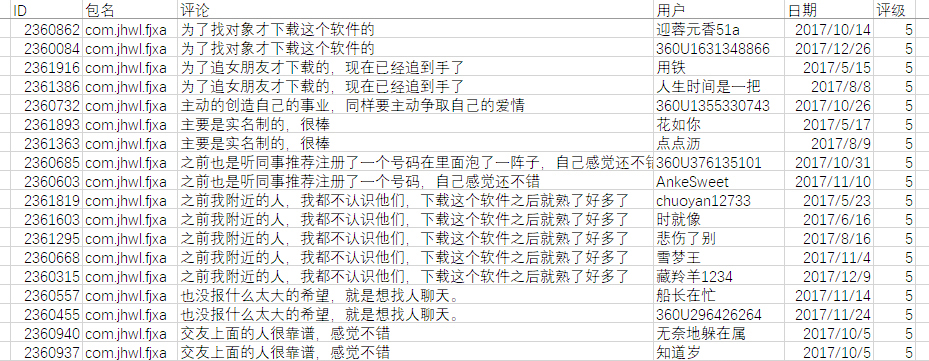 ID 包名 评论 用户 日期 评级
2360862 com.jhwl.fjxa 为了找对象才下载这个软件的 迎蓉元香51a 2017/10/14 5
2360084 com.jhwl.fjxa 为了找对象才下载这个软件的 360U1631348866 2017/12/26 5
2361916 com.jhwl.fjxa 为了追女朋友才下载的，现在已经追到手了 用铁 2017/5/15 5
2361386 com.jhwl.fjxa 为了追女朋友才下载的，现在已经追到手了 人生时间是一把 2017/8/8 5
2360732 com.jhwl.fjxa 主动的创造自己的事业，同样要主动争取自己的爱情 360U1355330743 2017/10/26 5
2361893 com.jhwl.fjxa 主要是实名制的，很棒 花如你 2017/5/17 5
2361363 com.jhwl.fjxa 主要是实名制的，很棒 点点沥 2017/8/9 5
2360685 com.jhwl.fjxa 之前也是听同事推荐注册了一个号码在里面泡了一阵子，自己感觉还不错 360U376135101 2017/10/31 5
2360603 com.jhwl.fjxa 之前也是听同事推荐注册了一个号码，自己感觉还不错 AnkeSweet 2017/11/10 5
2361819 com.jhwl.fjxa 之前我附近的人，我都不认识他们，下载这个软件之后就熟了好多了 chuoyan12733 2017/5/23 5
2361603 com.jhwl.fjxa 之前我附近的人，我都不认识他们，下载这个软件之后就熟了好多了 时就像 2017/6/16 5
2361295 com.jhwl.fjxa 之前我附近的人，我都不认识他们，下载这个软件之后就熟了好多了 悲伤了别 2017/8/16 5
2360668 com.jhwl.fjxa 之前我附近的人，我都不认识他们，下载这个软件之后就熟了好多了 雪梦王 2017/11/4 5
2360315 com.jhwl.fjxa 之前我附近的人，我都不认识他们，下载这个软件之后就熟了好多了 藏羚羊1234 2017/12/9 5
2360557 com.jhwl.fjxa 也没报什么太大的希望，就是想找人聊天。 船长在忙 2017/11/14 5
2360455 com.jhwl.fjxa 也没报什么太大的希望，就是想找人聊天。 360U296426264 2017/11/24 5
2360940 com.jhwl.fjxa 交友上面的人很靠谱，感觉不错 无奈地躲在属 2017/10/5 5
2360937 com.jhwl.fjxa 交友上面的人很靠谱，感觉不错 知道岁 2017/10/5 5